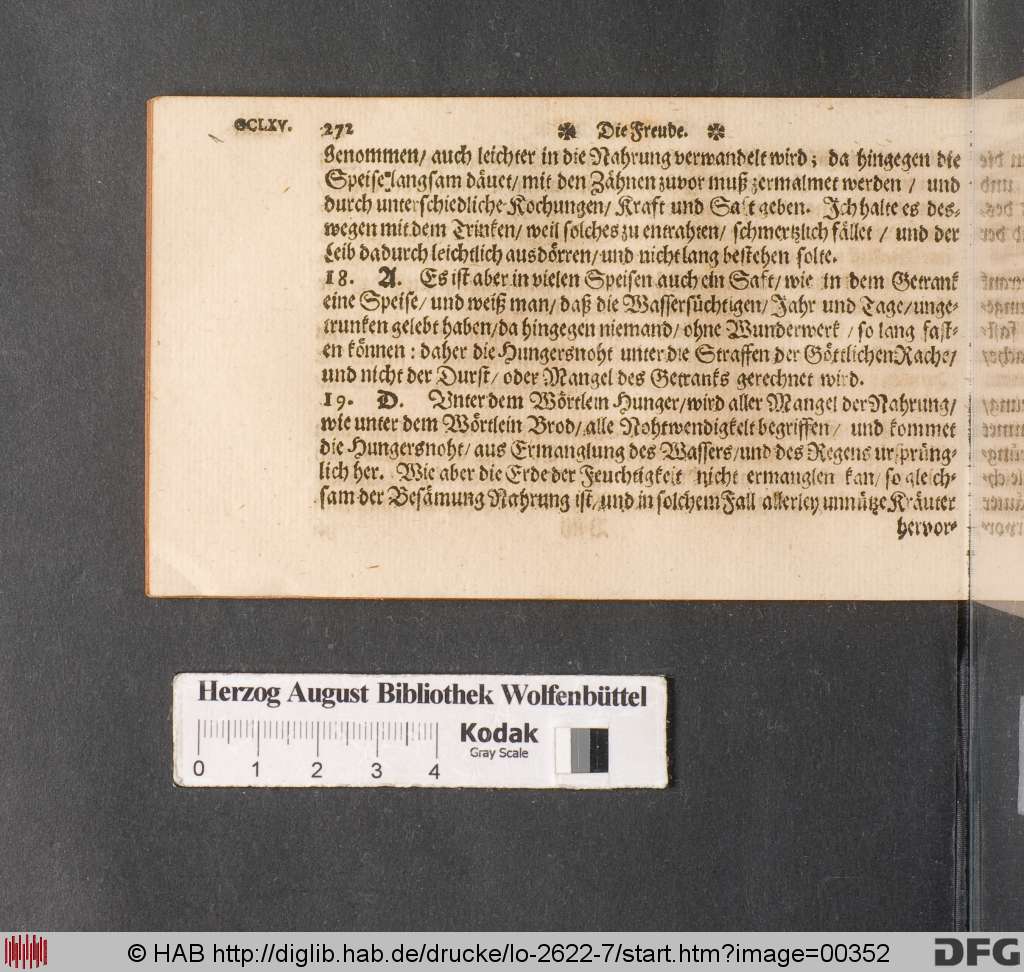 CCLXV. 272 Die Freude.
genommen/ auch leichter in die Nahrung verwandelt wird; da hingegen die
Speise langsam däuet/ mit den Zähnen zuvor muß zermalmet werden / und
durch unterschiedliche Kochungen/ Kraft und Saft geben. Ich halte es des-
wegen mit dem Trinken/ weil solches zu entrahten/ schmertzlich fället / und der
Leib dadurch leichtlich ausdörren/ und nicht lang bestehen solte.
18. A. Es ist aber in vielen Speisen auch ein Saft/ wie in dem Getrank
eine Speise/ und weiß man/ daß die Wassersüchtigen/ Jahr und Tage/ unge-
trunken gelebt haben/ da hingegen niemand/ ohne Wunderwerk / so lang fast-
en können : daher die Hungersnoht unter die Straffen der Göttlichen Rache/
und nicht der Durst/ oder Mangel des Getranks gerechnet wird.
19. D. Unter dem Wörtlein Hunger/ wird aller Mangel der Nahrung/
wie unter dem Wörtlein Brod/ alle Nohtwendigkeit begriffen/ und kommet
die Hungersnoht/ aus Ermanglung des Wassers/ und des Regens ursprüng-
lich her. Wie aber die Erde der Feuchtigkeit nicht ermanglen kan/ so gleich-
sam der Besämung Nahrung ist/ und in solchem Fall allerley unnütze Kräuter
hervor-
Herzog August Bibliothek Wolfenbüttel
Kodak
Gray Scale
0 1 2 3 4
© HAB http://diglib.hab.de/drucke/lo-2622-7/start.htm?image=00352
DFG